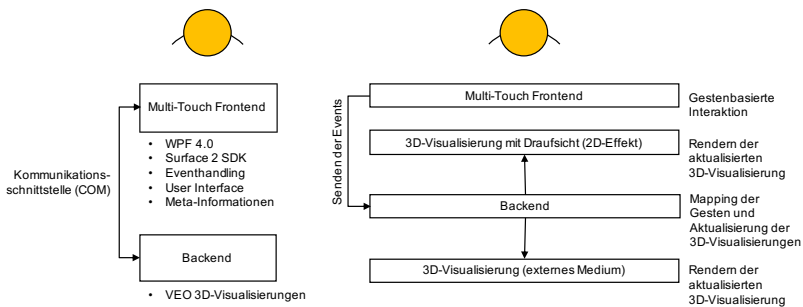 Multi-Touch Frontend
• WPF 4.0
• Surface 2 SDK
• Eventhandling
• User Interface
• Meta-Informationen
Kommunikations-
schnittstelle (COM)
Backend
• VEO 3D-Visualisierungen
Senden der Events
Multi-Touch Frontend
Gestenbasierte
Interaktion
3D-Visualisierung mit Draufsicht (2D-Effekt)
Rendern der
aktualisierten
3D-Visualisierung
Backend
Mapping der
Gesten und
Aktualisierung der
3D-Visualisierungen
3D-Visualisierung (externes Medium)
Rendern der
aktualisierten
3D-Visualisierung